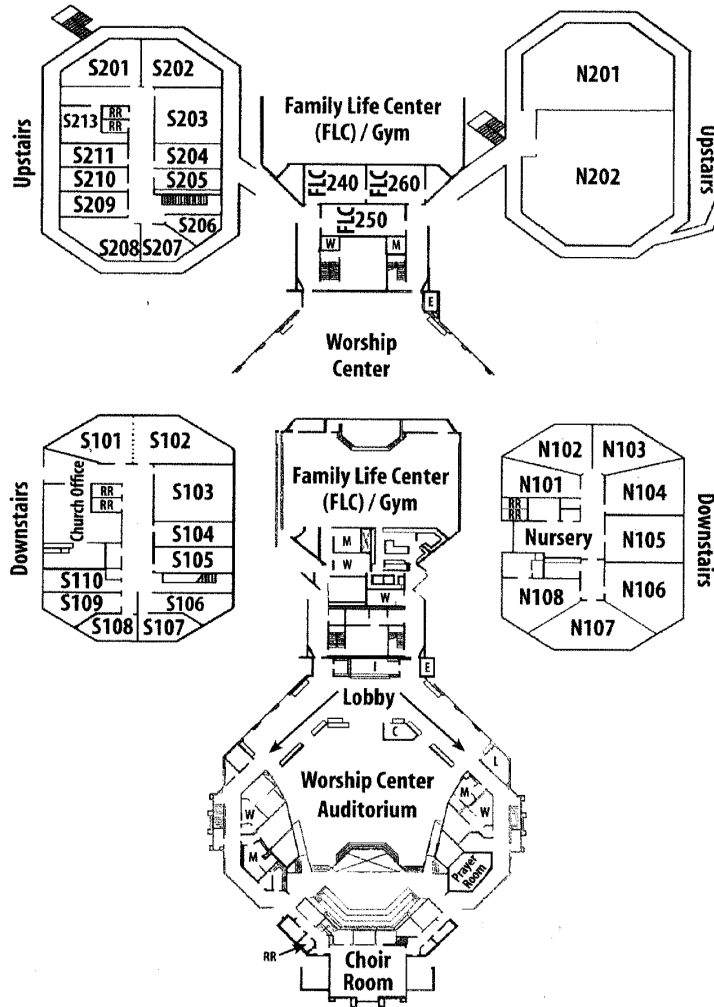 Upstairs
S201 S202
S213 RR
RR
S203
S211 S204
S210 S205
S209 S206
S208 S207
Family Life Center
(FLC) / Gym
FLC 240 FLC 260
FLC 250
W M
E
Worship
Center
N201
N202
Upstairs
Downstairs
S101 S102
Church Office
RR
RR
S103
S104
S105
S110
S109 S106
S108 S107
Family Life Center
(FLC) / Gym
M
W
W
I
E
N102 N103
N101 N104
RR
RR
Nursery N105
N108 N106
N107
Downstairs
Lobby
C
L
Worship Center
Auditorium
W
M
M
W
Prayer
Room
RR
Choir
Room